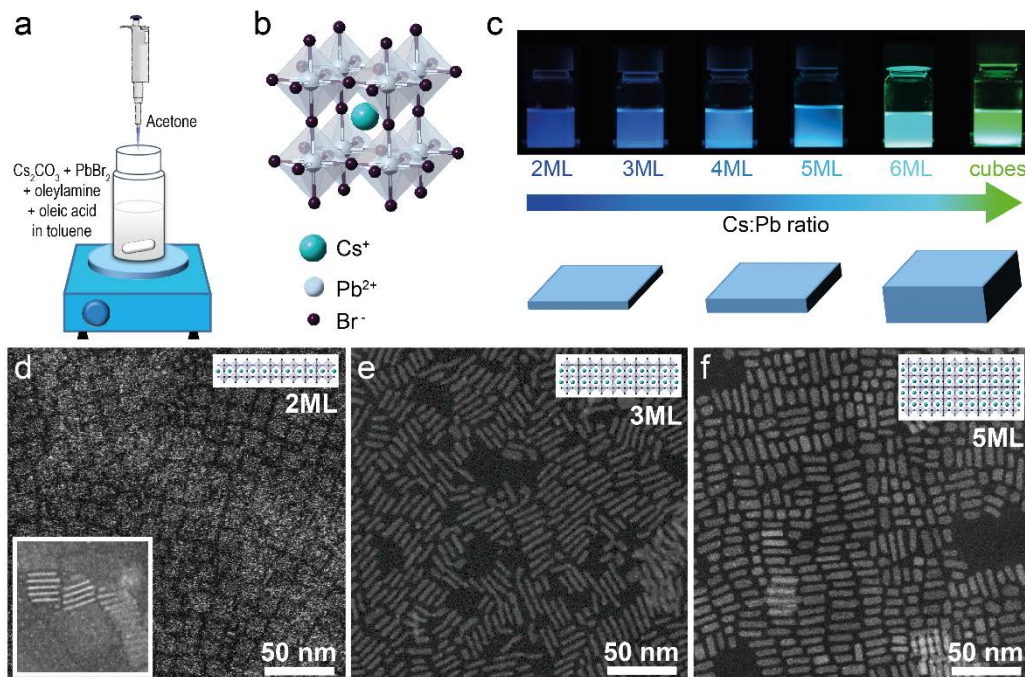 a
Acetone
Cs₂CO₃ + PbBr₂
+ oleylamine
+ oleic acid
in toluene
b
Cs⁺
Pb²⁺
Br⁻
c
2ML 3ML 4ML 5ML 6ML cubes
Cs:Pb ratio
d
2ML
50 nm
e
3ML
50 nm
f
5ML
50 nm